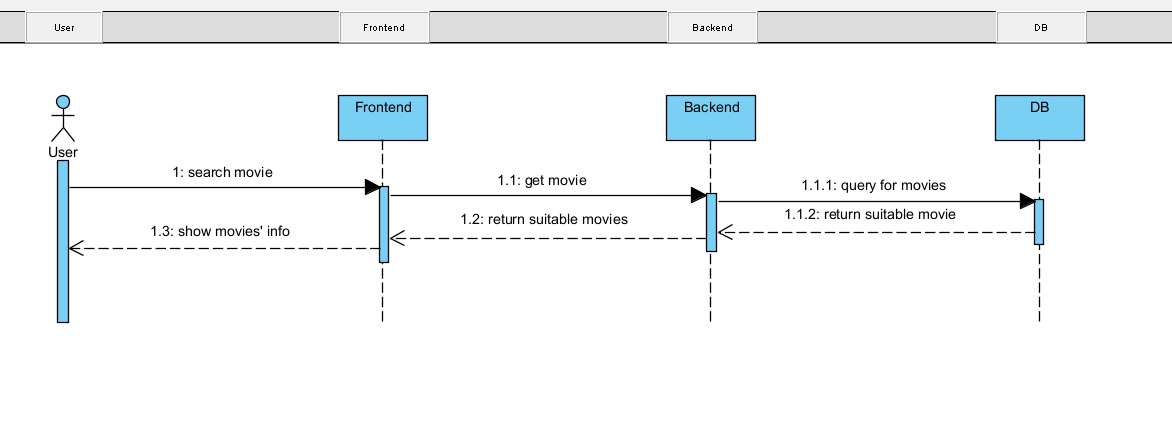 User
Frontend
Backend
DB
Frontend
Backend
DB
User
1: search movie
1.1: get movie
1.1.1: query for movies
1.1.2: return suitable movie
1.2: return suitable movies
1.3: show movies' info